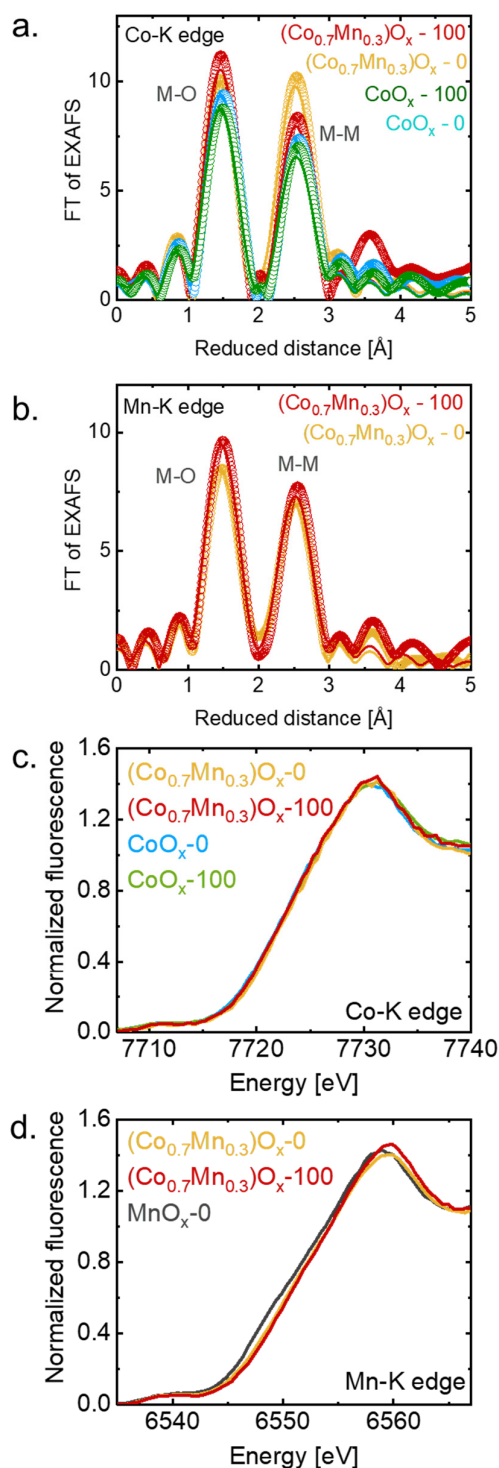 a.
Co-K edge
(Co₀.₇Mn₀.₃)Oₓ - 100
(Co₀.₇Mn₀.₃)Oₓ - 0
CoOₓ - 100
CoOₓ - 0
M-O
M-M
FT of EXAFS
10
5
0
0 1 2 3 4 5
Reduced distance [Å]
b.
Mn-K edge
(Co₀.₇Mn₀.₃)Oₓ - 100
(Co₀.₇Mn₀.₃)Oₓ - 0
M-O
M-M
FT of EXAFS
10
5
0
0 1 2 3 4 5
Reduced distance [Å]
c.
(Co₀.₇Mn₀.₃)Oₓ-0
(Co₀.₇Mn₀.₃)Oₓ-100
CoOₓ-0
CoOₓ-100
Normalized fluorescence
1.6
1.2
0.8
0.4
0.0
Co-K edge
7710 7720 7730 7740
Energy [eV]
d.
(Co₀.₇Mn₀.₃)Oₓ-0
(Co₀.₇Mn₀.₃)Oₓ-100
MnOₓ-0
Normalized fluorescence
1.6
1.2
0.8
0.4
0.0
Mn-K edge
6540 6550 6560
Energy [eV]